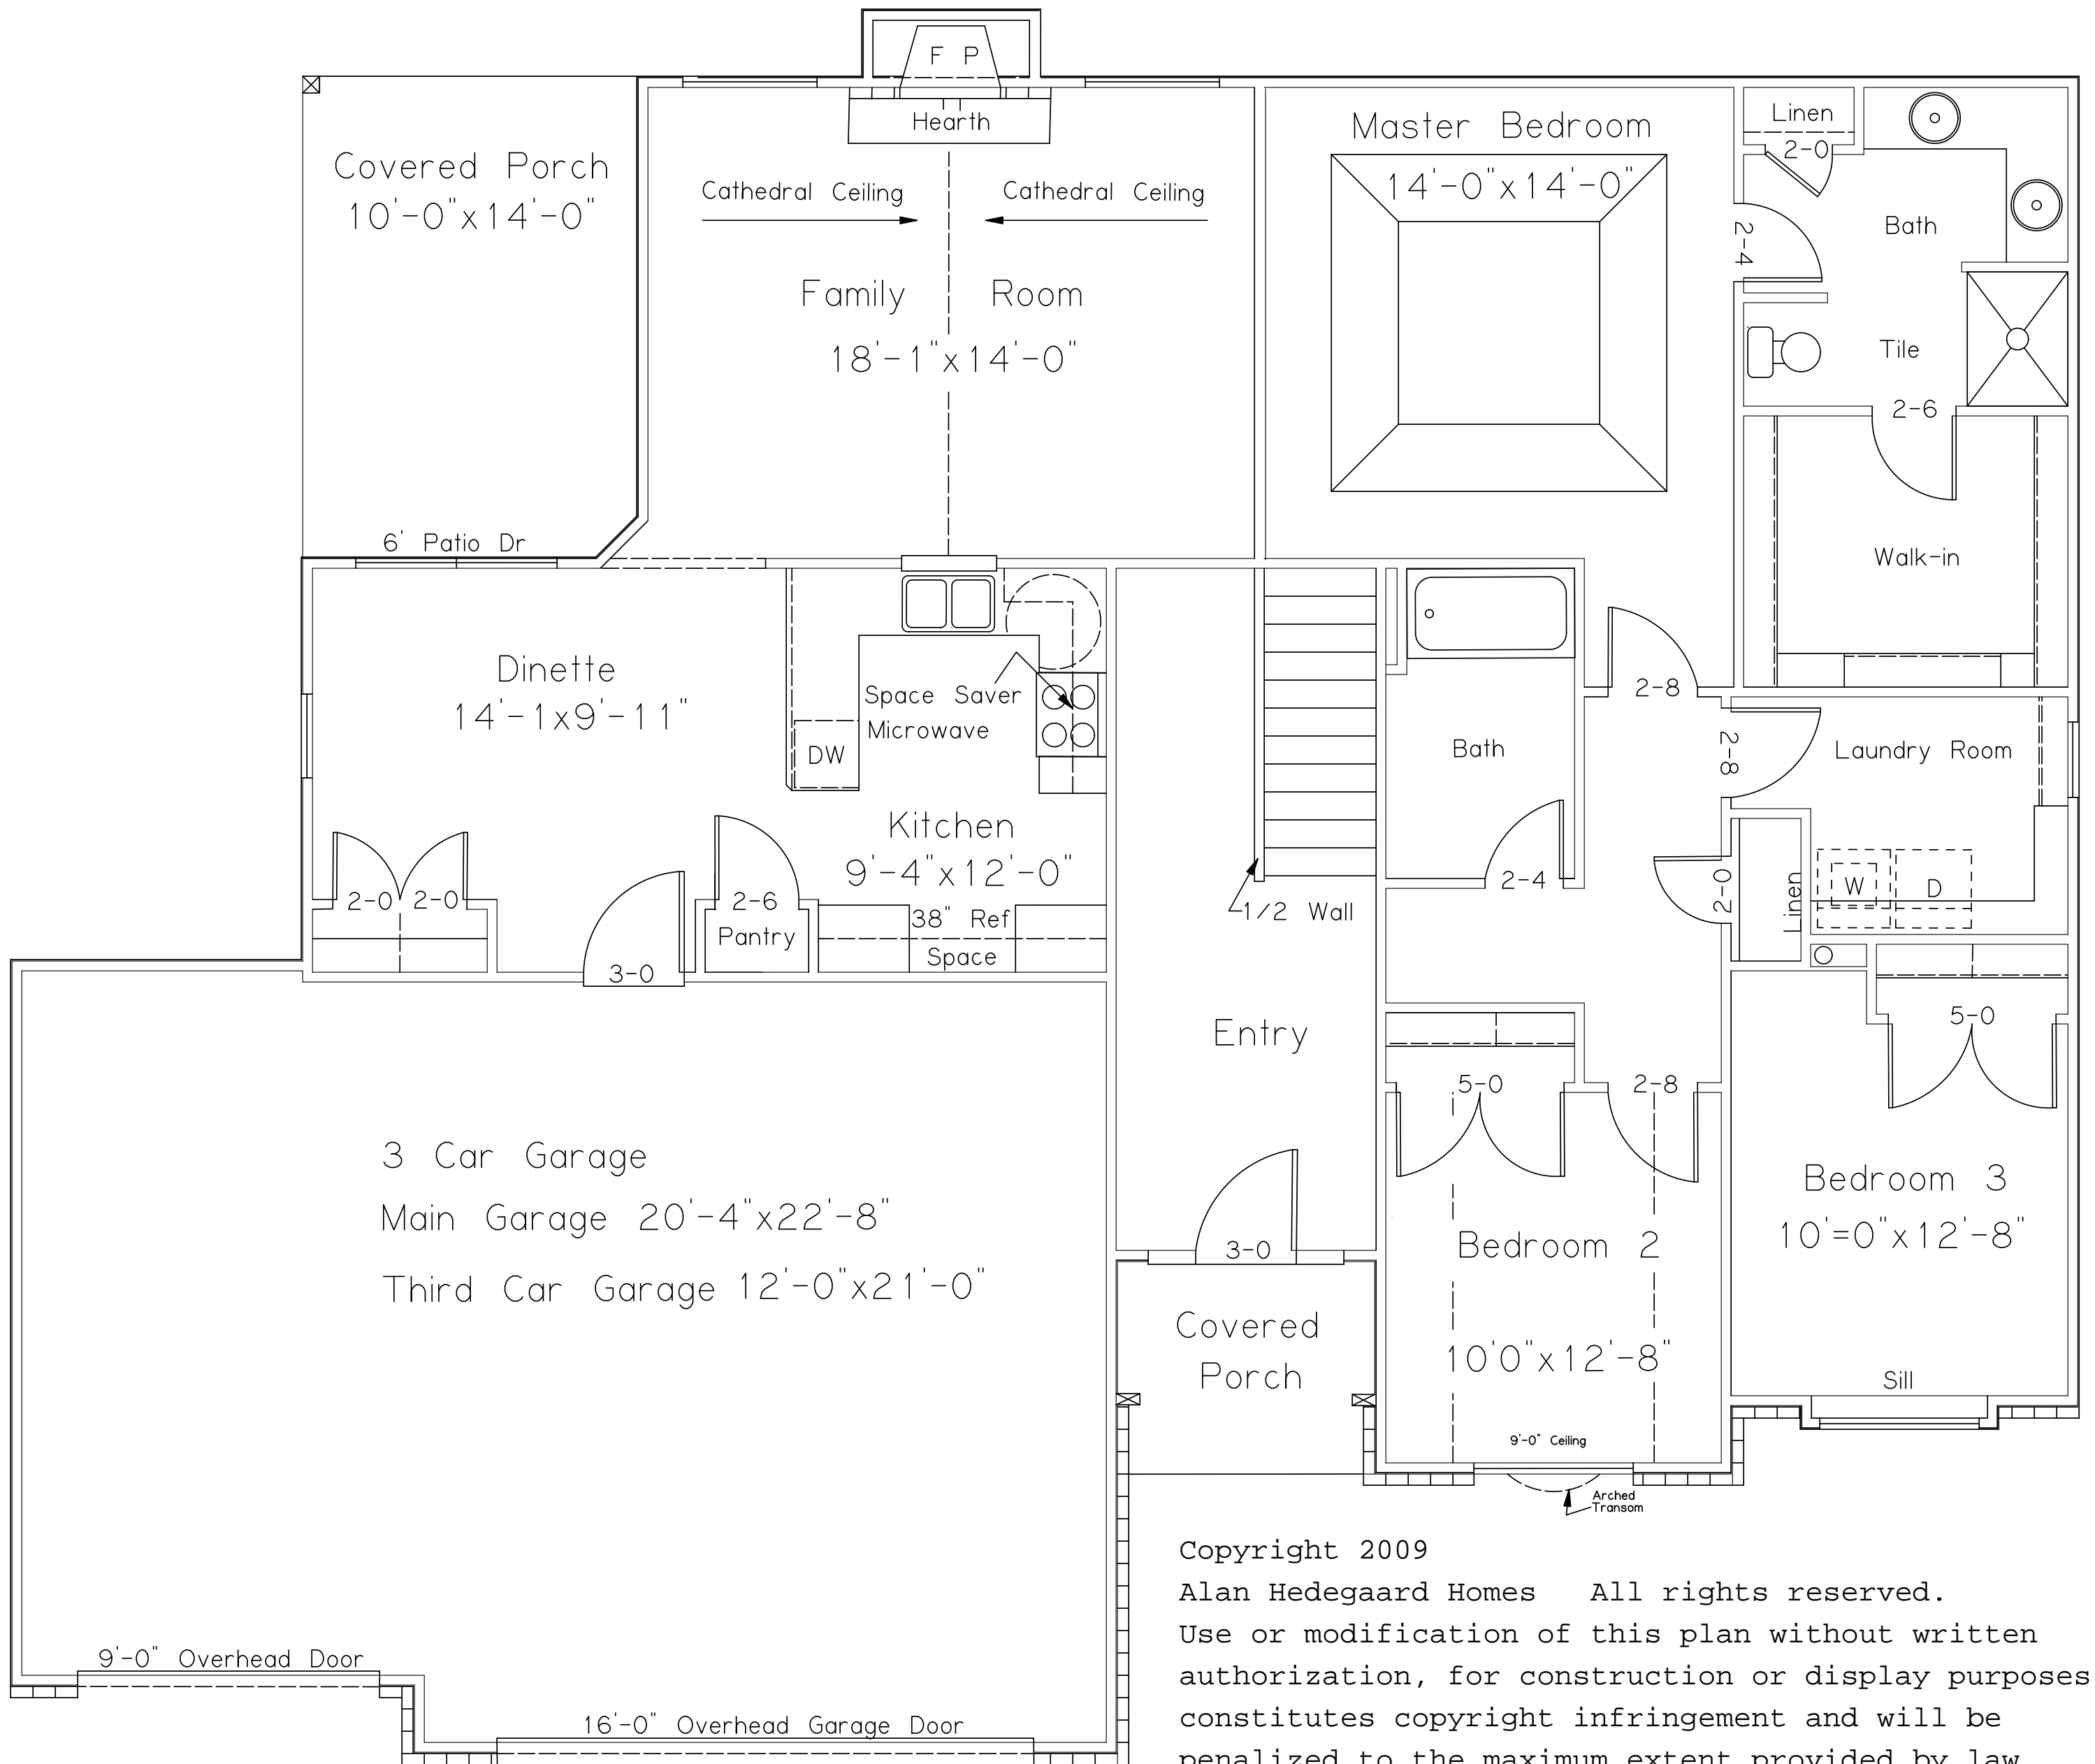 F P
Hearth
Covered Porch
10'-0"x14'-0"
Cathedral Ceiling
Cathedral Ceiling
Family Room
18'-1"x14'-0"
Master Bedroom
14'-0"x14'-0"
Linen
2-0
2-4
Bath
Tile
2-6
Walk-in
6' Patio Dr
Dinette
14'-1x9'-11"
Space Saver
Microwave
DW
Kitchen
9'-4"x12'-0"
2-0 2-0
3-0
2-6
Pantry
38" Ref
Space
1/2 Wall
Bath
2-4
2-8
2-8
Laundry Room
2-0
Linen
W
D
Entry
3-0
5-0
2-8
5-0
3 Car Garage
Main Garage 20'-4"x22'-8"
Third Car Garage 12'-0"x21'-0"
Bedroom 2
10'0"x12'-8"
9'-0" Ceiling
Arched
Transom
Bedroom 3
10'=0"x12'-8"
Sill
Covered
Porch
9'-0" Overhead Door
16'-0" Overhead Garage Door
Copyright 2009
Alan Hedegaard Homes All rights reserved.
Use or modification of this plan without written
authorization, for construction or display purposes
constitutes copyright infringement and will be
penalized to the maximum extent provided by law